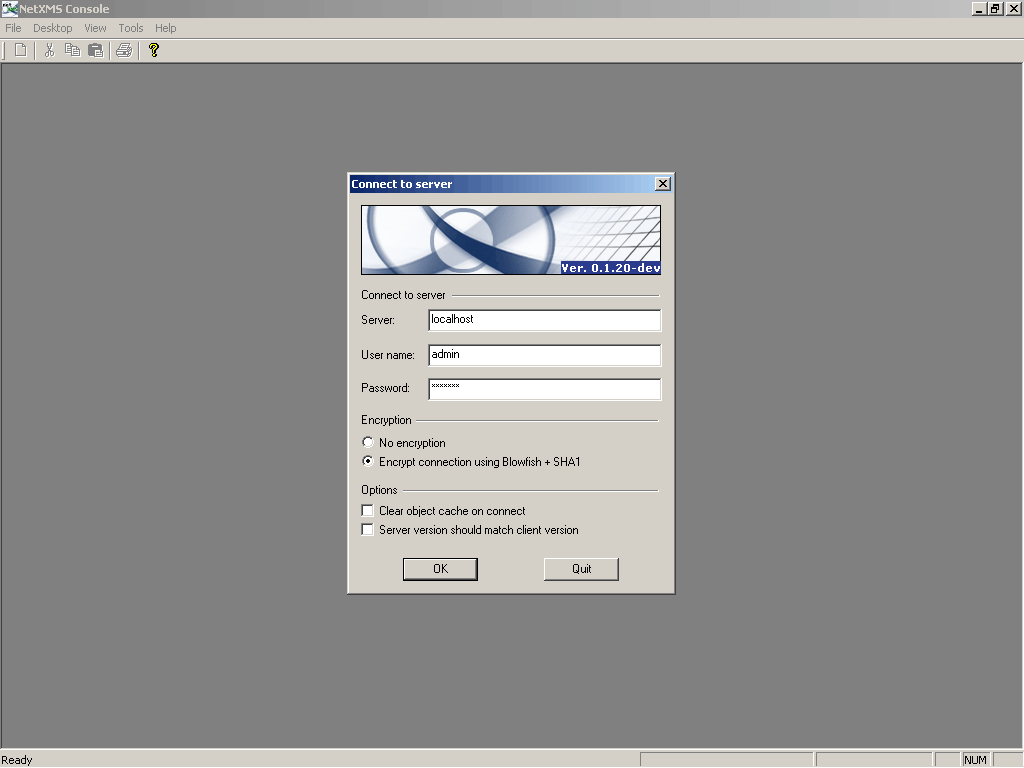 NetXMS Console
File Desktop View Tools Help
Connect to server
Ver. 0.1.20-dev
Connect to server
Server: localhost
User name: admin
Password: *******
Encryption
No encryption
Encrypt connection using Blowfish + SHA1
Options
Clear object cache on connect
Server version should match client version
OK Quit
Ready NUM